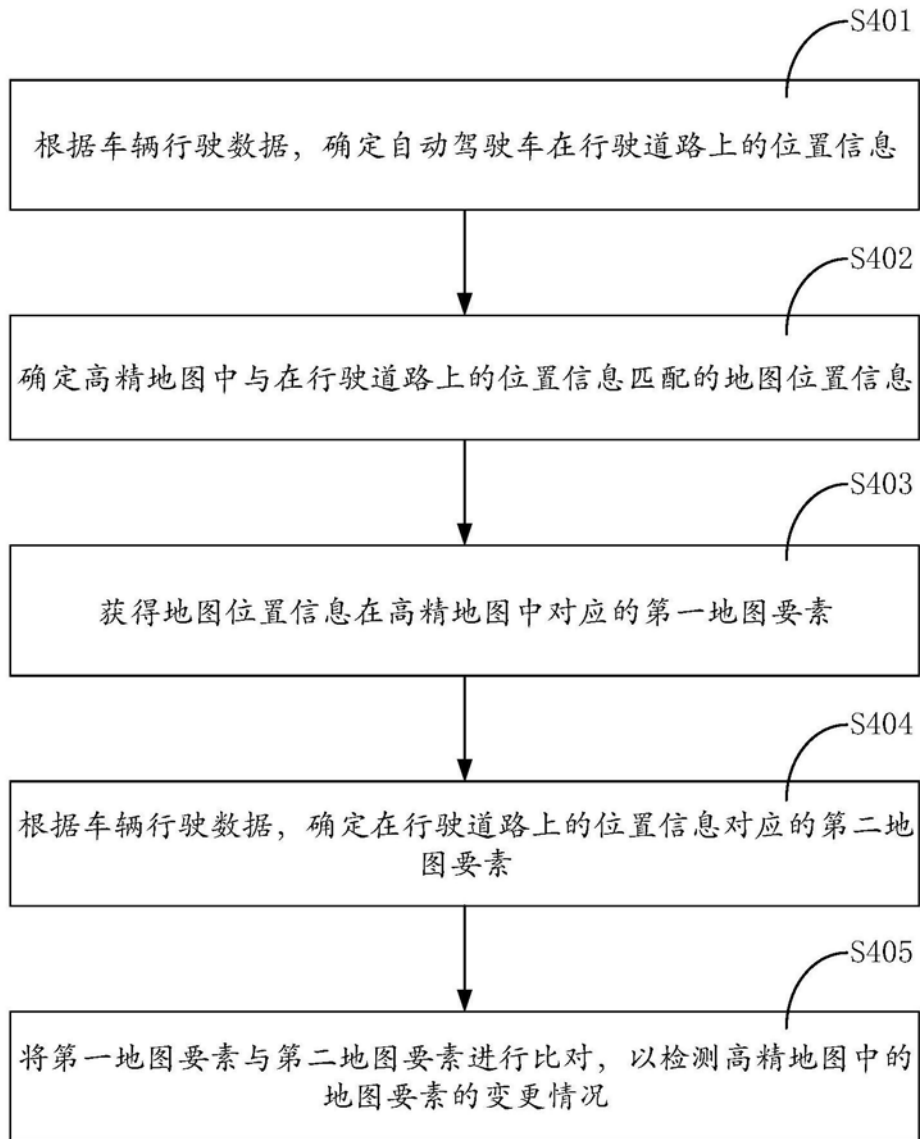 S401
根据车辆行驶数据，确定自动驾驶车在行驶道路上的位置信息
S402
确定高精地图中与在行驶道路上的位置信息匹配的地图位置信息
S403
获得地图位置信息在高精地图中对应的第一地图要素
S404
根据车辆行驶数据，确定在行驶道路上的位置信息对应的第二地
图要素
S405
将第一地图要素与第二地图要素进行比对，以检测高精地图中的
地图要素的变更情况